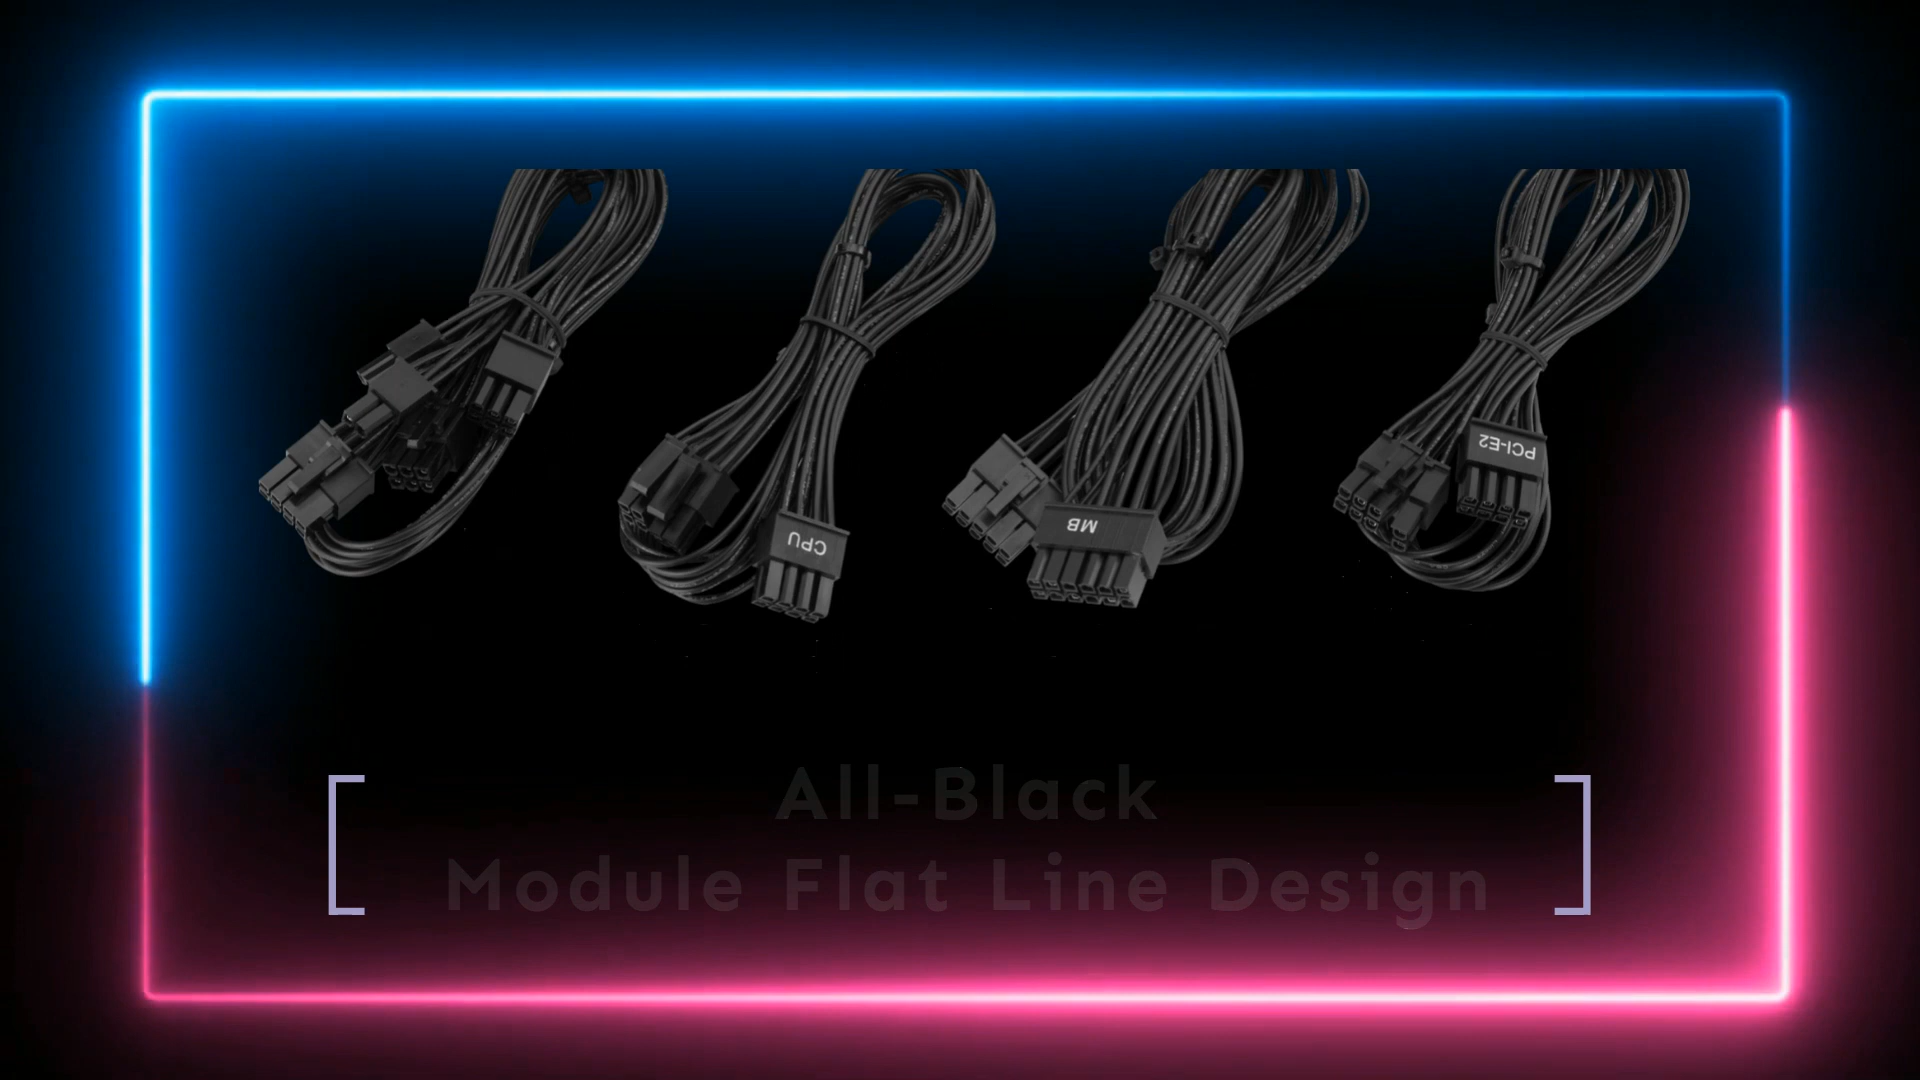 CPU
MB
PCI-E2
All-Black
Module Flat Line Design